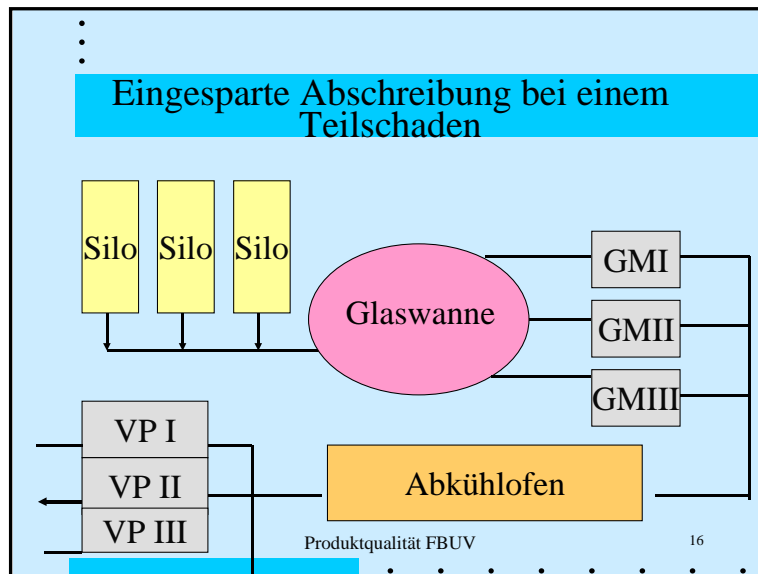 Eingesparte Abschreibung bei einem
Teilschaden
Silo
Silo
Silo
Glaswanne
GMI
GMII
GMIII
VP I
VP II
VP III
Abkühlofen
Produktqualität FBUV
16